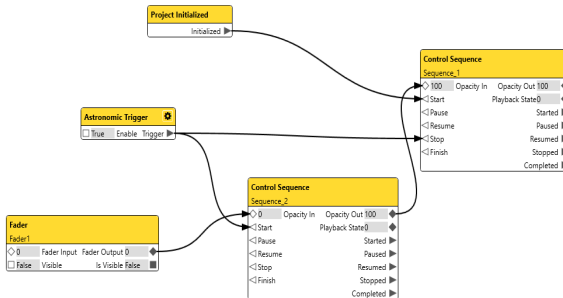 Project Initialized
Initialized
Control Sequence
Sequence_1
100 Opacity In Opacity Out 100
Start Playback State 0
Pause Started
Resume Paused
Stop Resumed
Finish Stopped
Completed
Astronomic Trigger
True Enable Trigger
Control Sequence
Sequence_2
0 Opacity In Opacity Out 100
Start Playback State 0
Pause Started
Resume Paused
Stop Resumed
Finish Stopped
Completed
Fader
Fader1
0 Fader Input Fader Output 0
False Visible Is Visible False